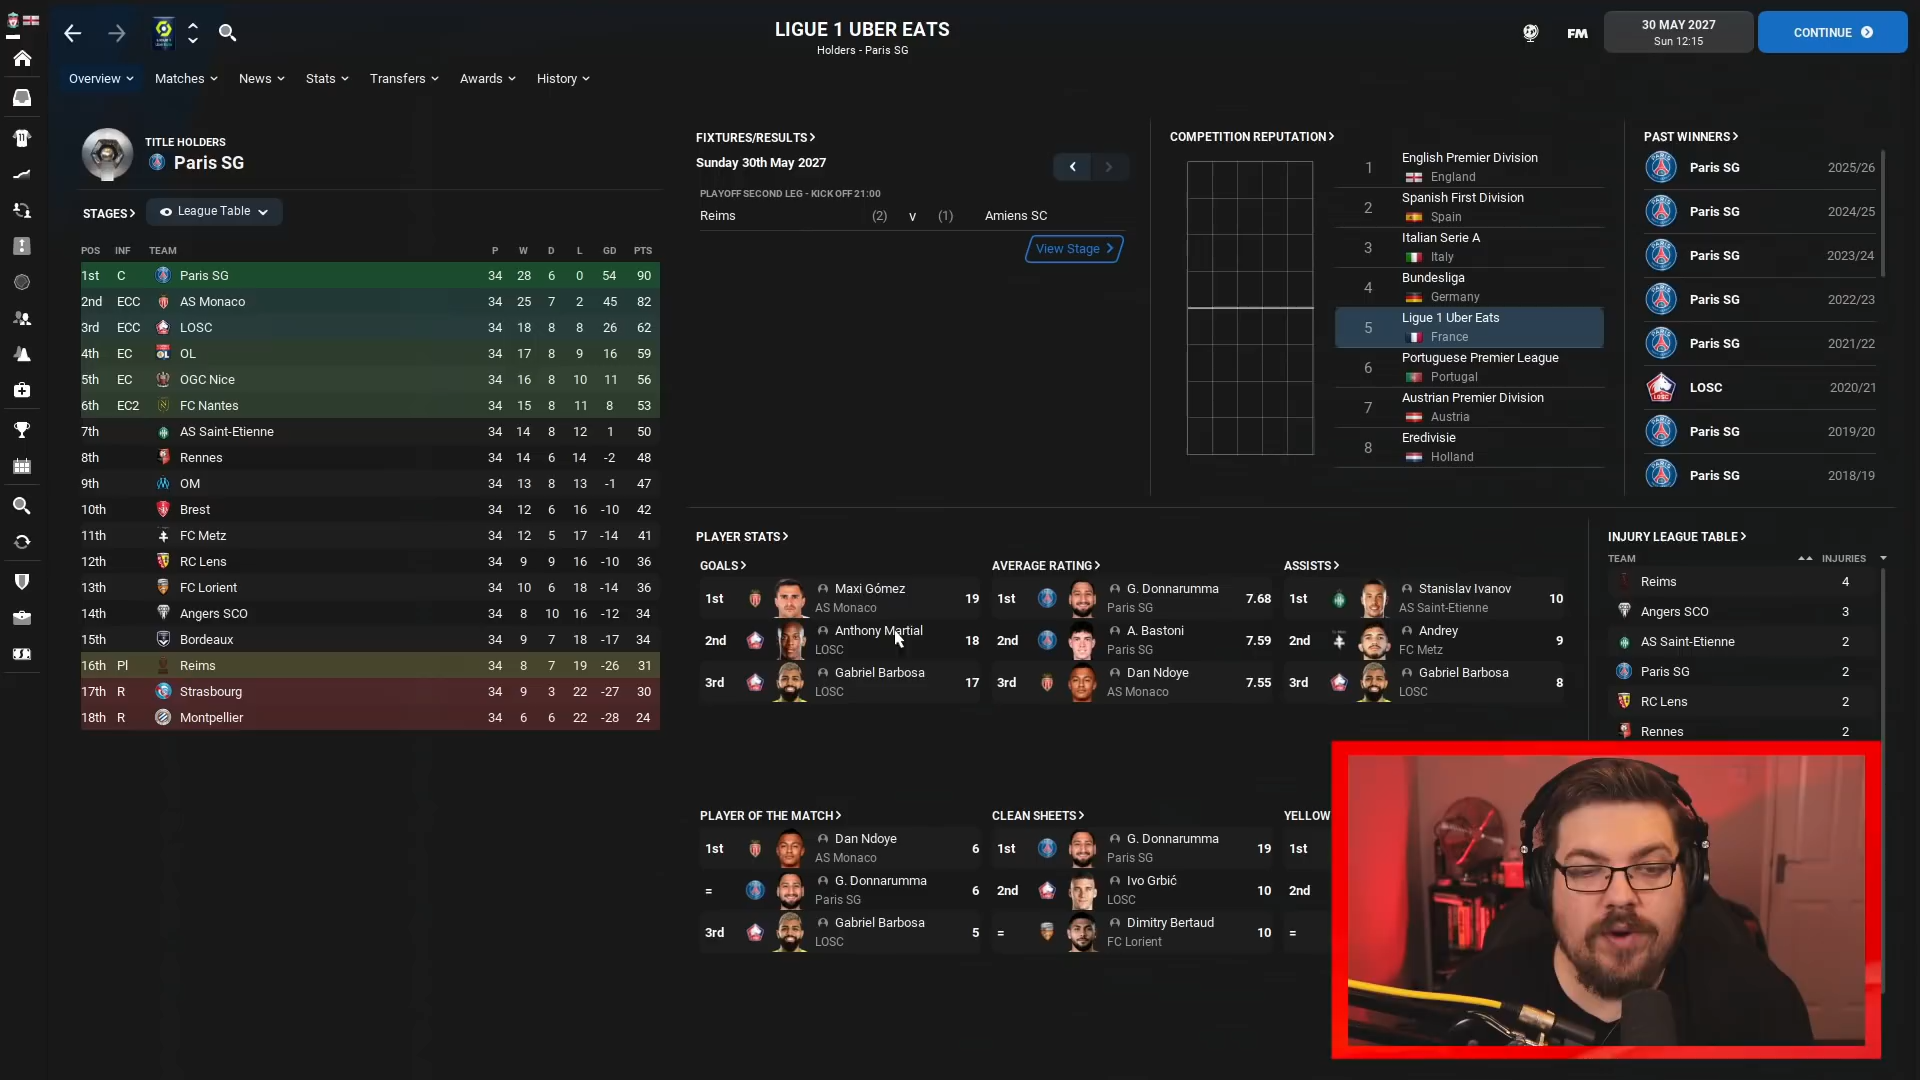 LIGUE 1 UBER EATS
Holders - Paris SG
FM
30 MAY 2027
Sun 12:15
CONTINUE
Overview Matches News Stats Transfers Awards History
TITLE HOLDERS
Paris SG
STAGES League Table
POS INF TEAM P W D L GD PTS
1st C Paris SG 34 28 6 0 54 90
2nd ECC AS Monaco 34 25 7 2 45 82
3rd ECC LOSC 34 18 8 8 26 62
4th EC OL 34 17 8 9 16 59
5th EC OGC Nice 34 16 8 10 11 56
6th EC2 FC Nantes 34 15 8 11 8 53
7th AS Saint-Etienne 34 14 8 12 1 50
8th Rennes 34 14 6 14 -2 48
9th OM 34 13 8 13 -1 47
10th Brest 34 12 6 16 -10 42
11th FC Metz 34 12 5 17 -14 41
12th RC Lens 34 9 9 16 -10 36
13th FC Lorient 34 10 6 18 -14 36
14th Angers SCO 34 8 10 16 -12 34
15th Bordeaux 34 9 7 18 -17 34
16th Pl Reims 34 8 7 19 -26 31
17th R Strasbourg 34 9 3 22 -27 30
18th R Montpellier 34 6 6 22 -28 24
FIXTURES/RESULTS
Sunday 30th May 2027
PLAYOFF SECOND LEG - KICK OFF 21:00
Reims (2) v (1) Amiens SC
View Stage
COMPETITION REPUTATION
1 English Premier Division
England
2 Spanish First Division
Spain
3 Italian Serie A
Italy
4 Bundesliga
Germany
5 Ligue 1 Uber Eats
France
6 Portuguese Premier League
Portugal
7 Austrian Premier Division
Austria
8 Eredivisie
Holland
PAST WINNERS
Paris SG 2025/26
Paris SG 2024/25
Paris SG 2023/24
Paris SG 2022/23
Paris SG 2021/22
LOSC 2020/21
Paris SG 2019/20
Paris SG 2018/19
PLAYER STATS
GOALS
1st Maxi Gómez 19
AS Monaco
2nd Anthony Martial 18
LOSC
3rd Gabriel Barbosa 17
LOSC
AVERAGE RATING
1st G. Donnarumma 7.68
Paris SG
2nd A. Bastoni 7.59
Paris SG
3rd Dan Ndoye 7.55
AS Monaco
ASSISTS
1st Stanislav Ivanov 10
AS Saint-Etienne
2nd Andrey 9
FC Metz
3rd Gabriel Barbosa 8
LOSC
INJURY LEAGUE TABLE
TEAM INJURIES
Reims 4
Angers SCO 3
AS Saint-Etienne 2
Paris SG 2
RC Lens 2
Rennes 2
PLAYER OF THE MATCH
1st Dan Ndoye 6
AS Monaco
= G. Donnarumma 6
Paris SG
3rd Gabriel Barbosa 5
LOSC
CLEAN SHEETS
1st G. Donnarumma 19
Paris SG
2nd Ivo Grbić 10
LOSC
= Dimitry Bertaud 10
FC Lorient
YELLOW
1st
2nd
=